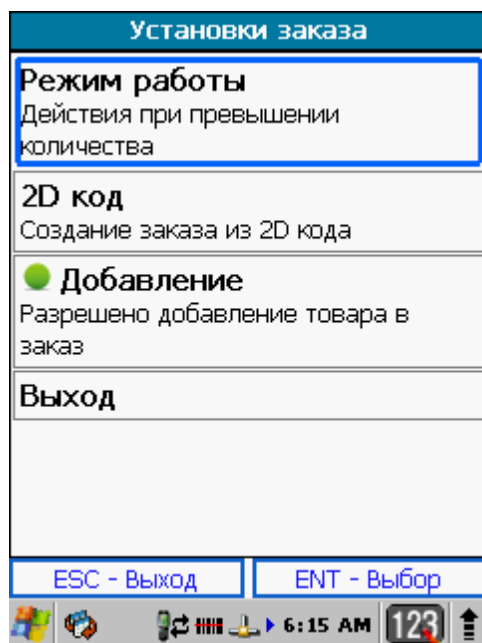 Установки заказа
Режим работы
Действия при превышении
количества
2D код
Создание заказа из 2D кода
Добавление
Разрешено добавление товара в
заказ
Выход
ESC - Выход
ENT - Выбор
6:15 AM
123